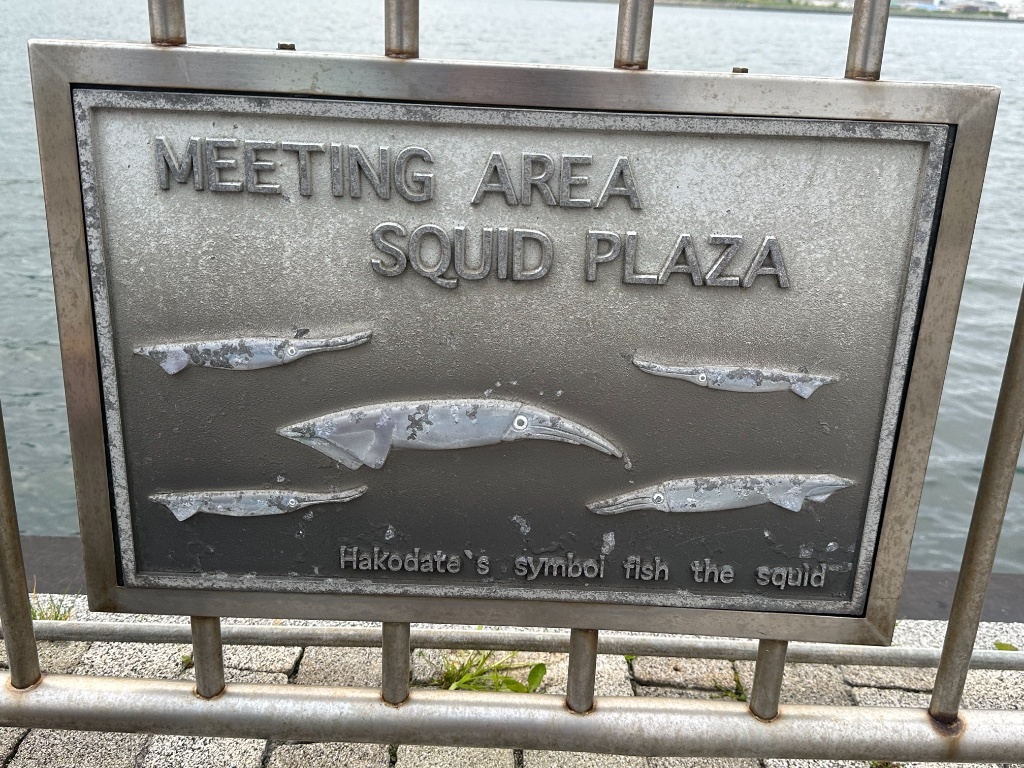 MEETING AREA
SQUID PLAZA
Hakodate`s symbol fish the squid